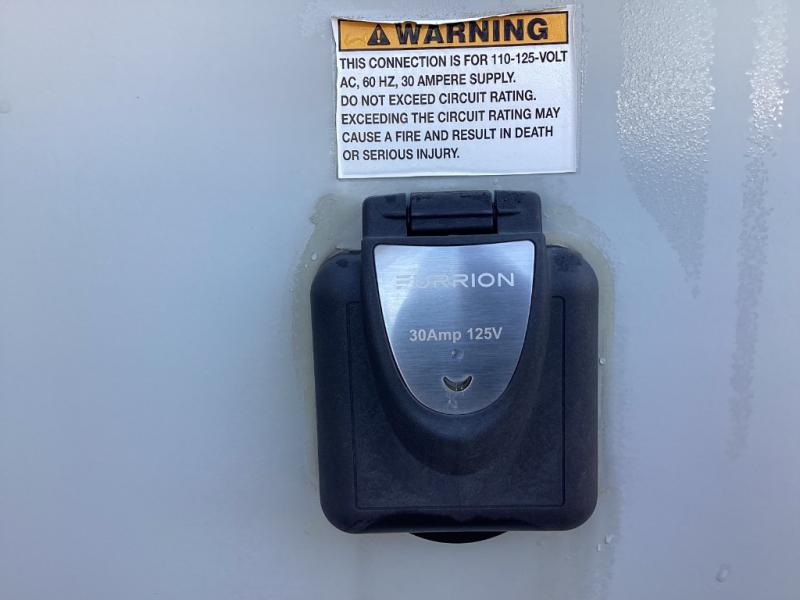 WARNING
THIS CONNECTION IS FOR 110-125-VOLT
AC, 60 HZ, 30 AMPERE SUPPLY.
DO NOT EXCEED CIRCUIT RATING.
EXCEEDING THE CIRCUIT RATING MAY
CAUSE A FIRE AND RESULT IN DEATH
OR SERIOUS INJURY.
FURRION
30Amp 125V